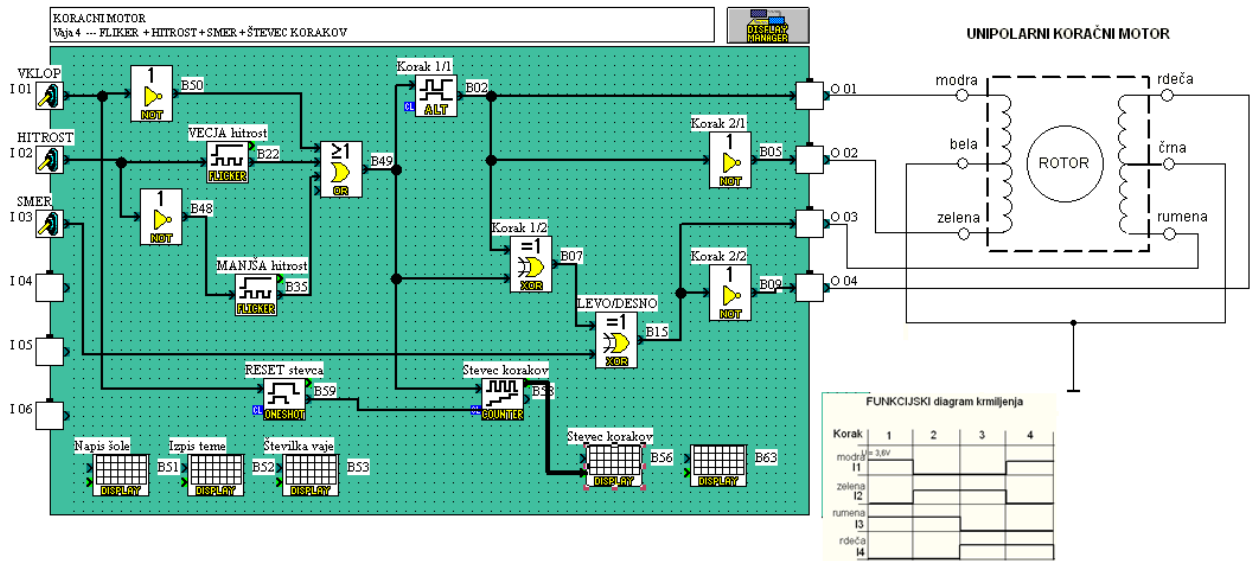 KORACNI MOTOR
Vaja 4 --- FLIKER +HITROST+SMER+ŠTEVEC KORAKOV
DISPLAY
MANAGER
UNIPOLARNI KORAČNI MOTOR
VKLOP
I 01
1
NOT
B50
Korak 1/1
CL
ALT
B02
O 01
modra
rdeča
HITROST
I 02
VECJA hitrost
FLICKER
B22
≥1
OR
B49
Korak 2/1
1
NOT
B05
O 02
bela
ROTOR
črna
SMER
I 03
1
NOT
B48
Korak 1/2
=1
XOR
B07
O 03
zelena
rumena
I 04
MANJŠA hitrost
FLICKER
B35
Korak 2/2
1
NOT
B09
O 04
LEVO/DESNO
=1
XOR
B15
I 05
RESET stevca
CL
ONESHOT
B59
Stevec korakov
CL
COUNTER
B58
I 06
Napis šole
DISPLAY
B51
Izpis teme
DISPLAY
B52
Številka vaje
DISPLAY
B53
Stevec korakov
DISPLAY
B56
DISPLAY
B63
FUNKCIJSKI diagram krmiljenja
Korak 1 2 3 4
modra U= 3,6V
I1
zelena
I2
rumena
I3
rdeča
I4